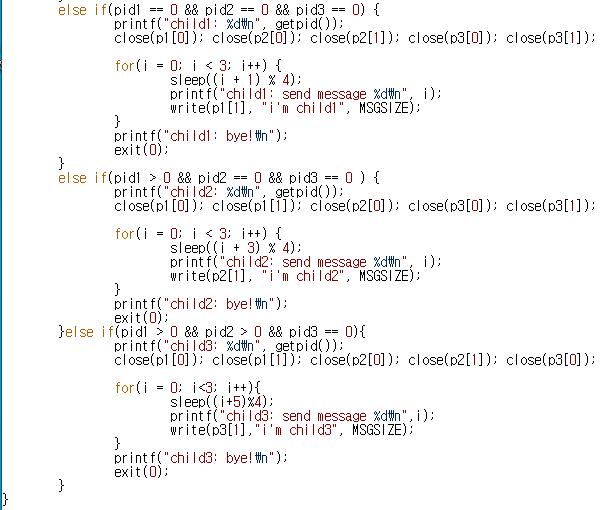 else if(pid1 == 0 && pid2 == 0 && pid3 == 0) {
printf("child1: %d₩n", getpid());
close(p1[0]); close(p2[0]); close(p2[1]); close(p3[0]); close(p3[1]);
for(i = 0; i < 3; i++) {
sleep((i + 1) % 4);
printf("child1: send message %d₩n", i);
write(p1[1], "i'm child1", MSGSIZE);
}
printf("child1: bye!₩n");
exit(0);
}
else if(pid1 > 0 && pid2 == 0 && pid3 == 0 ) {
printf("child2: %d₩n", getpid());
close(p1[0]); close(p1[1]); close(p2[0]); close(p3[0]); close(p3[1]);
for(i = 0; i < 3; i++) {
sleep((i + 3) % 4);
printf("child2: send message %d₩n", i);
write(p2[1], "i'm child2", MSGSIZE);
}
printf("child2: bye!₩n");
exit(0);
}else if(pid1 > 0 && pid2 > 0 && pid3 == 0){
printf("child3: %d₩n", getpid());
close(p1[0]); close(p1[1]); close(p2[0]); close(p2[1]); close(p3[0]);
for(i = 0; i<3; i++){
sleep((i+5)%4);
printf("child3: send message %d₩n",i);
write(p3[1],"i'm child3", MSGSIZE);
}
printf("child3: bye!₩n");
exit(0);
}
}